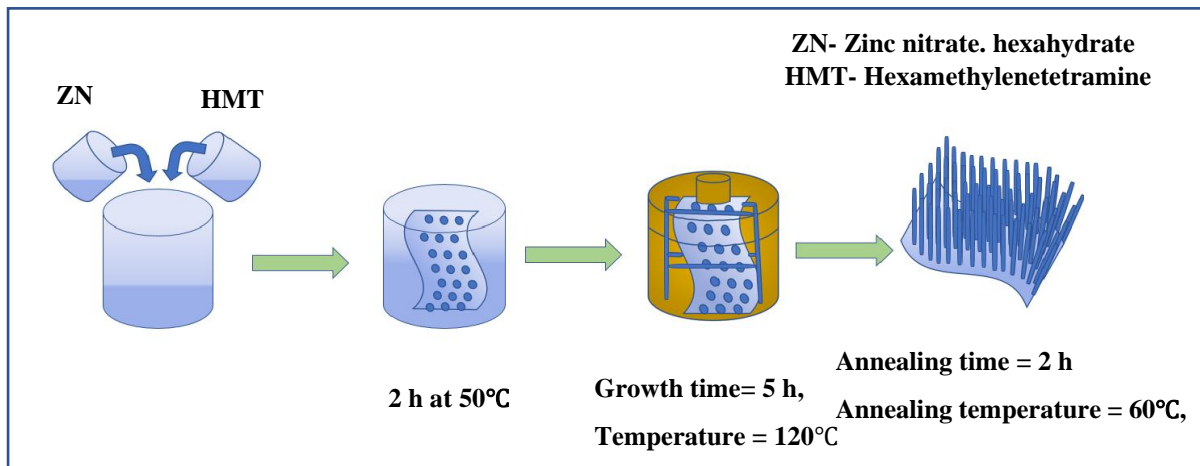 ZN- Zinc nitrate. hexahydrate
HMT- Hexamethylenetetramine
ZN
HMT
2 h at 50℃
Growth time= 5 h,
Temperature = 120℃
Annealing time = 2 h
Annealing temperature = 60℃,